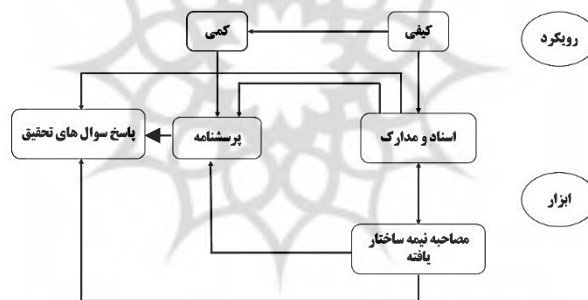 رویکرد
کیفی
کمی
اسناد و مدارک
پرسشنامه
پاسخ سوال های تحقیق
ابزار
مصاحبه نیمه ساختار
یافته